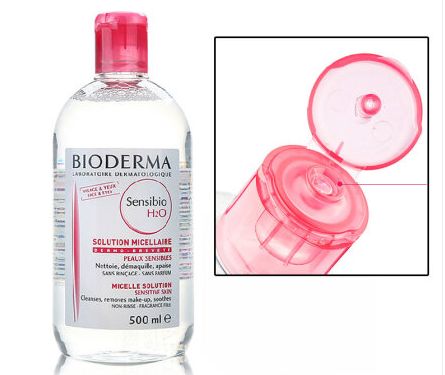 BIODERMA
LABORATOIRE DERMATOLOGIQUE
VISAGE & YEUX
FACE & EYES
Sensibio
H2O
SOLUTION MICELLAIRE
DERMO-BREVETÉ
PEAUX SENSIBLES
Nettoie, démaquille, apaise
SANS RINÇAGE - SANS PARFUM
MICELLE SOLUTION
SENSITIVE SKIN
Cleanses, removes make-up, soothes
NON-RINSE - FRAGRANCE FREE
500 ml e